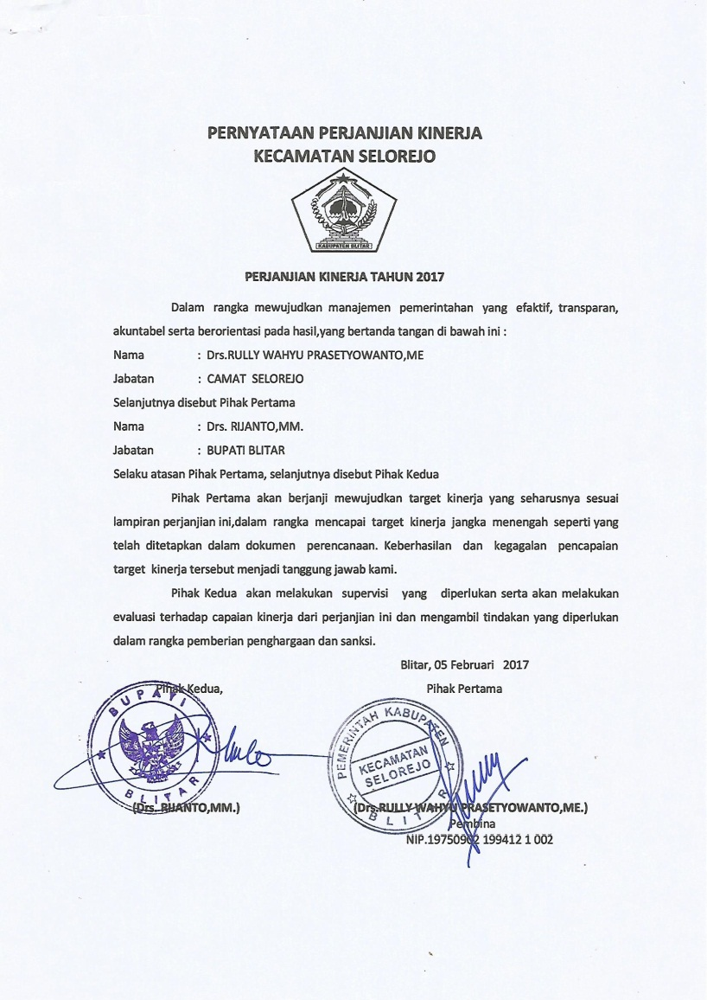 PERNYATAAN PERJANJIAN KINERJA
KECAMATAN SELOREJO
KABUPATEN BLITAR
PERJANJIAN KINERJA TAHUN 2017
Dalam rangka mewujudkan manajemen pemerintahan yang efaktif, transparan,
akuntabel serta berorientasi pada hasil,yang bertanda tangan di bawah ini :
Nama : Drs.RULLY WAHYU PRASETYOWANTO,ME
Jabatan : CAMAT SELOREJO
Selanjutnya disebut Pihak Pertama
Nama : Drs. RIJANTO,MM.
Jabatan : BUPATI BLITAR
Selaku atasan Pihak Pertama, selanjutnya disebut Pihak Kedua
Pihak Pertama akan berjanji mewujudkan target kinerja yang seharusnya sesuai
lampiran perjanjian ini,dalam rangka mencapai target kinerja jangka menengah seperti yang
telah ditetapkan dalam dokumen perencanaan. Keberhasilan dan kegagalan pencapaian
target kinerja tersebut menjadi tanggung jawab kami.
Pihak Kedua akan melakukan supervisi yang diperlukan serta akan melakukan
evaluasi terhadap capaian kinerja dari perjanjian ini dan mengambil tindakan yang diperlukan
dalam rangka pemberian penghargaan dan sanksi.
Blitar, 05 Februari 2017
Pihak Kedua, Pihak Pertama
BUPATI
BLITAR
PEMERINTAH KABUPATEN
KECAMATAN
SELOREJO
BLITAR
(Drs. RIJANTO,MM.) (Drs.RULLY WAHYU PRASETYOWANTO,ME.)
Pembina
NIP.19750902 199412 1 002